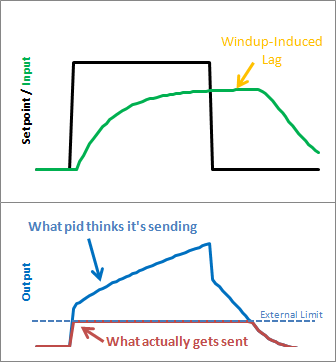 Windup-Induced
Lag
Setpoint / Input
What pid thinks it's sending
Output
External Limit
What actually gets sent